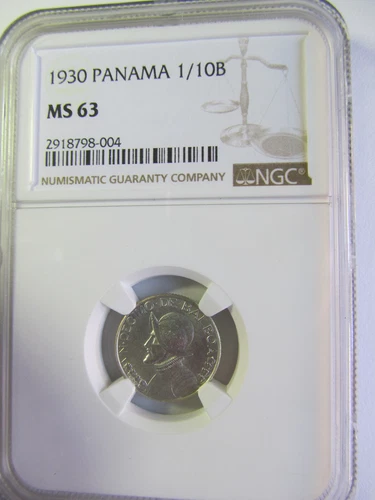 1930 PANAMA 1/10B
MS 63
2918798-004
NUMISMATIC GUARANTY COMPANY
NGC®